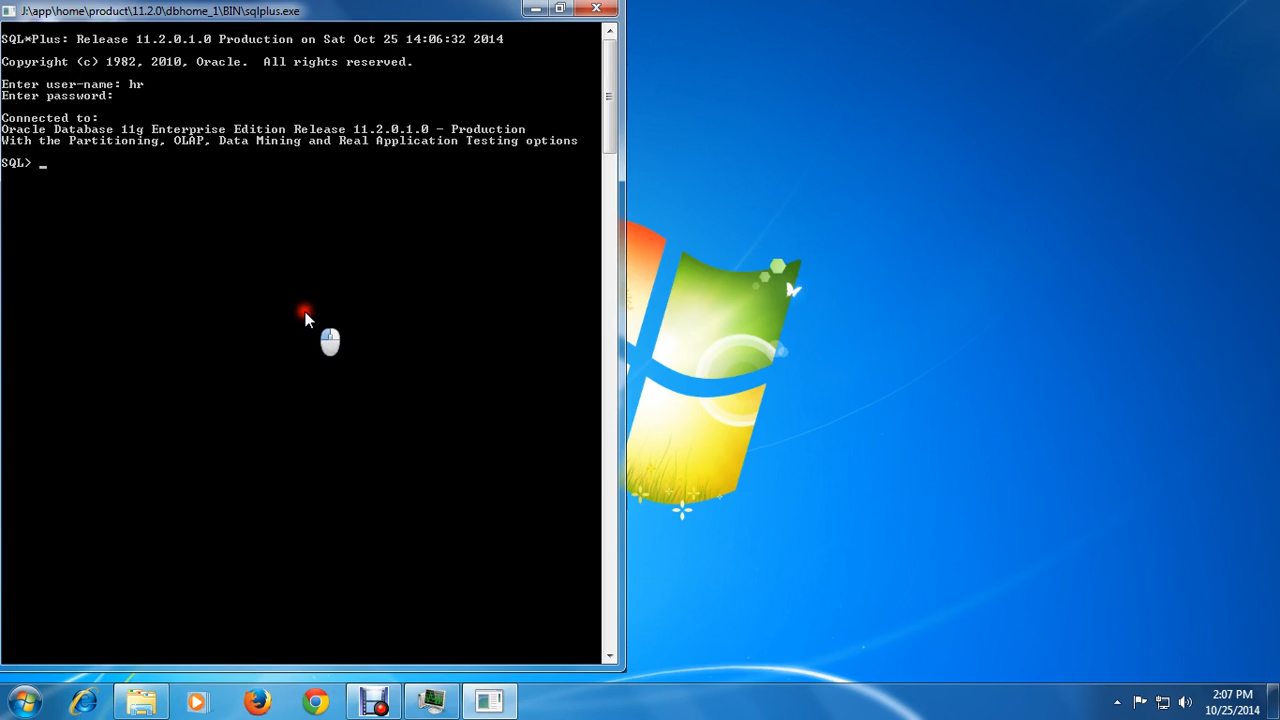 J:\app\home\product\11.2.0\dbhome_1\BIN\sqlplus.exe
SQL*Plus: Release 11.2.0.1.0 Production on Sat Oct 25 14:06:32 2014
Copyright (c) 1982, 2010, Oracle.  All rights reserved.
Enter user-name: hr
Enter password:
Connected to:
Oracle Database 11g Enterprise Edition Release 11.2.0.1.0 - Production
With the Partitioning, OLAP, Data Mining and Real Application Testing options
SQL> _
2:07 PM
10/25/2014